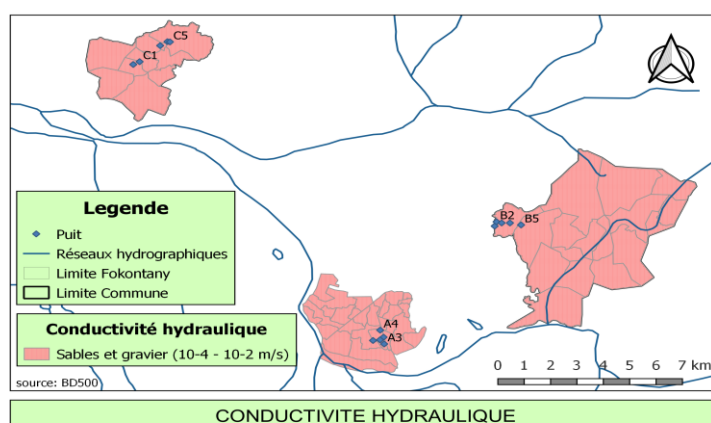 C5
C1
B2
B5
A4
A3
Legende
Puit
Réseaux hydrographiques
Limite Fokontany
Limite Commune
Conductivité hydraulique
Sables et gravier (10-4 - 10-2 m/s)
source: BD500
0 1 2 3 4 5 6 7 km
CONDUCTIVITE HYDRAULIQUE